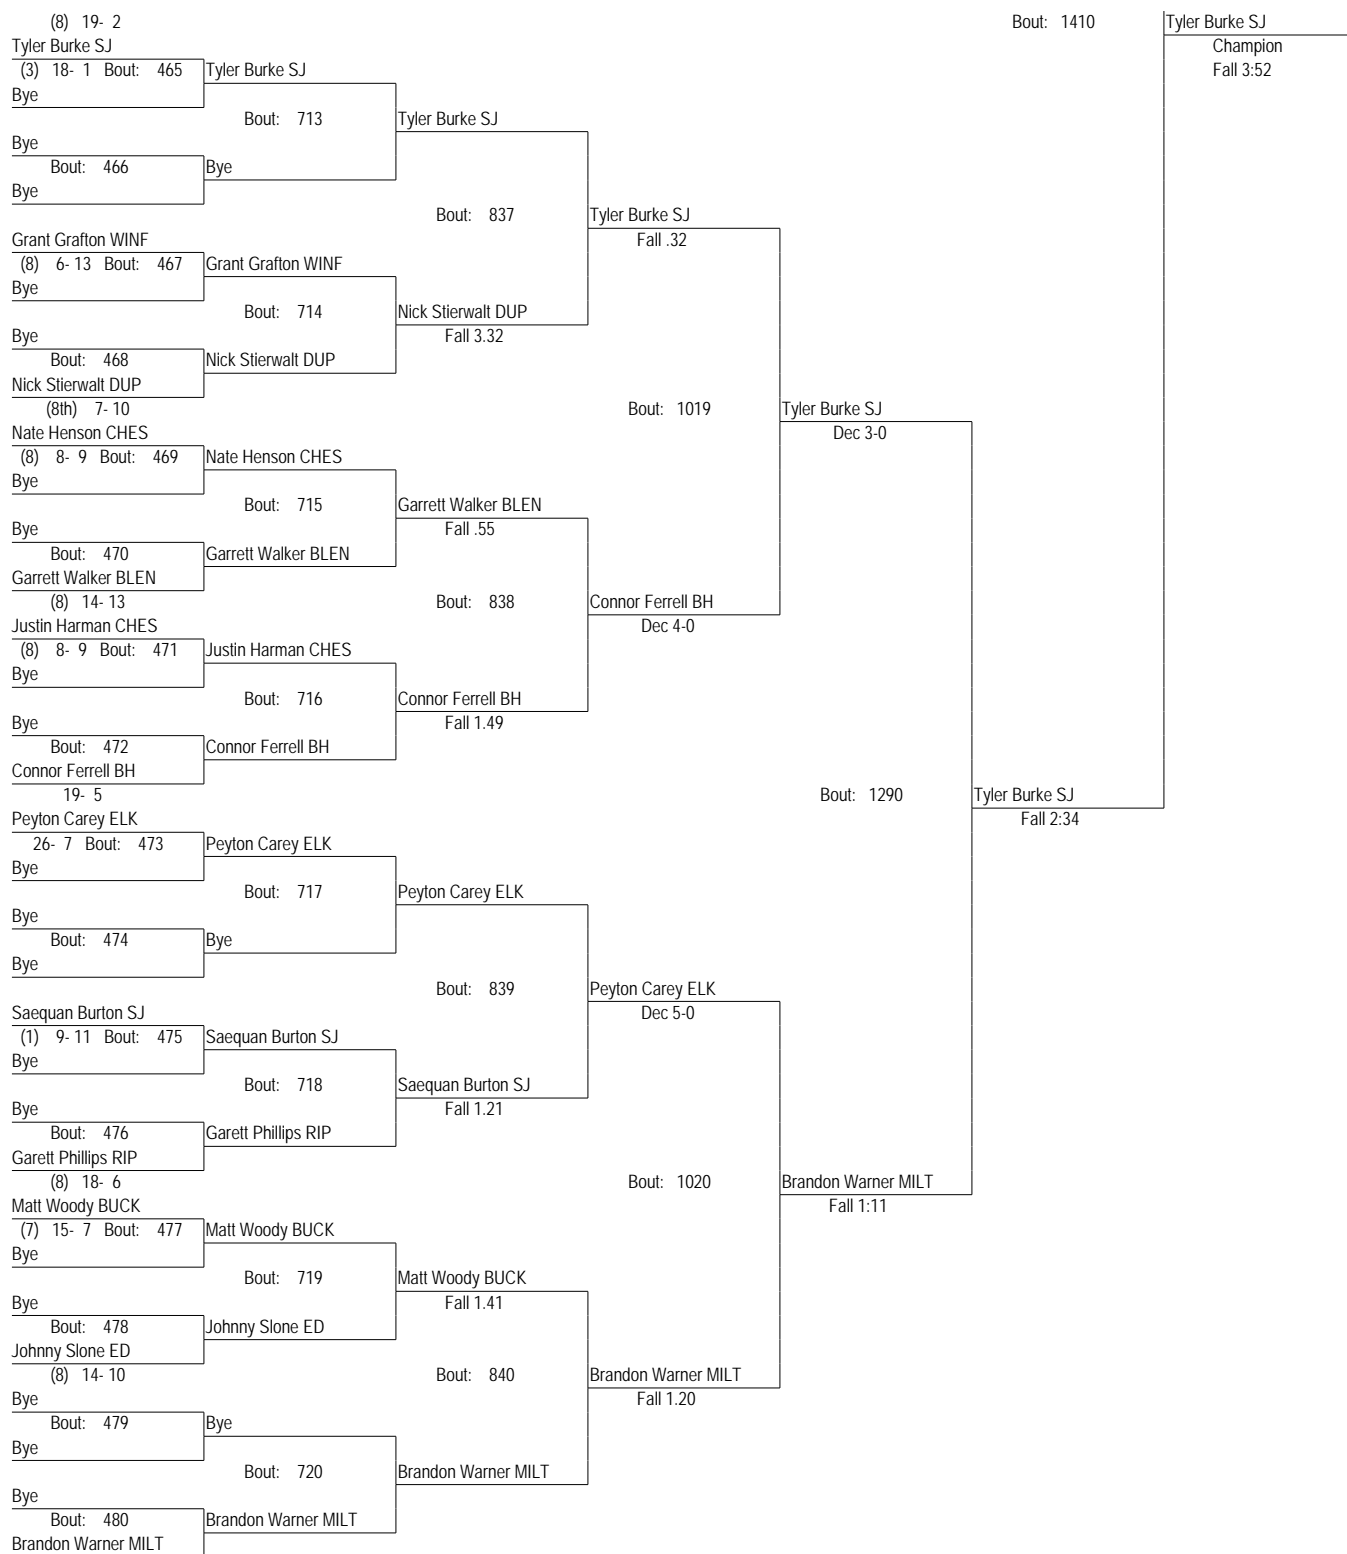 (8) 19- 2 Bout: 1410 Tyler Burke SJ
Tyler Burke SJ Champion
(3) 18- 1 Bout: 465 Tyler Burke SJ Fall 3:52
Bye
Bout: 713 Tyler Burke SJ
Bye
Bout: 466 Bye
Bye
Bout: 837 Tyler Burke SJ
Grant Grafton WINF Fall .32
(8) 6- 13 Bout: 467 Grant Grafton WINF
Bye
Bout: 714 Nick Stierwalt DUP
Bye Fall 3.32
Bout: 468 Nick Stierwalt DUP
Nick Stierwalt DUP
(8th) 7- 10 Bout: 1019 Tyler Burke SJ
Nate Henson CHES Dec 3-0
(8) 8- 9 Bout: 469 Nate Henson CHES
Bye
Bout: 715 Garrett Walker BLEN
Bye Fall .55
Bout: 470 Garrett Walker BLEN
Garrett Walker BLEN
(8) 14- 13 Bout: 838 Connor Ferrell BH
Justin Harman CHES Dec 4-0
(8) 8- 9 Bout: 471 Justin Harman CHES
Bye
Bout: 716 Connor Ferrell BH
Bye Fall 1.49
Bout: 472 Connor Ferrell BH
Connor Ferrell BH
19- 5 Bout: 1290 Tyler Burke SJ
Peyton Carey ELK Fall 2:34
26- 7 Bout: 473 Peyton Carey ELK
Bye
Bout: 717 Peyton Carey ELK
Bye
Bout: 474 Bye
Bye
Bout: 839 Peyton Carey ELK
Saequan Burton SJ Dec 5-0
(1) 9- 11 Bout: 475 Saequan Burton SJ
Bye
Bout: 718 Saequan Burton SJ
Bye Fall 1.21
Bout: 476 Garett Phillips RIP
Garett Phillips RIP
(8) 18- 6 Bout: 1020 Brandon Warner MILT
Matt Woody BUCK Fall 1:11
(7) 15- 7 Bout: 477 Matt Woody BUCK
Bye
Bout: 719 Matt Woody BUCK
Bye Fall 1.41
Bout: 478 Johnny Slone ED
Johnny Slone ED
(8) 14- 10 Bout: 840 Brandon Warner MILT
Bye Fall 1.20
Bout: 479 Bye
Bye
Bout: 720 Brandon Warner MILT
Bye
Bout: 480 Brandon Warner MILT
Brandon Warner MILT